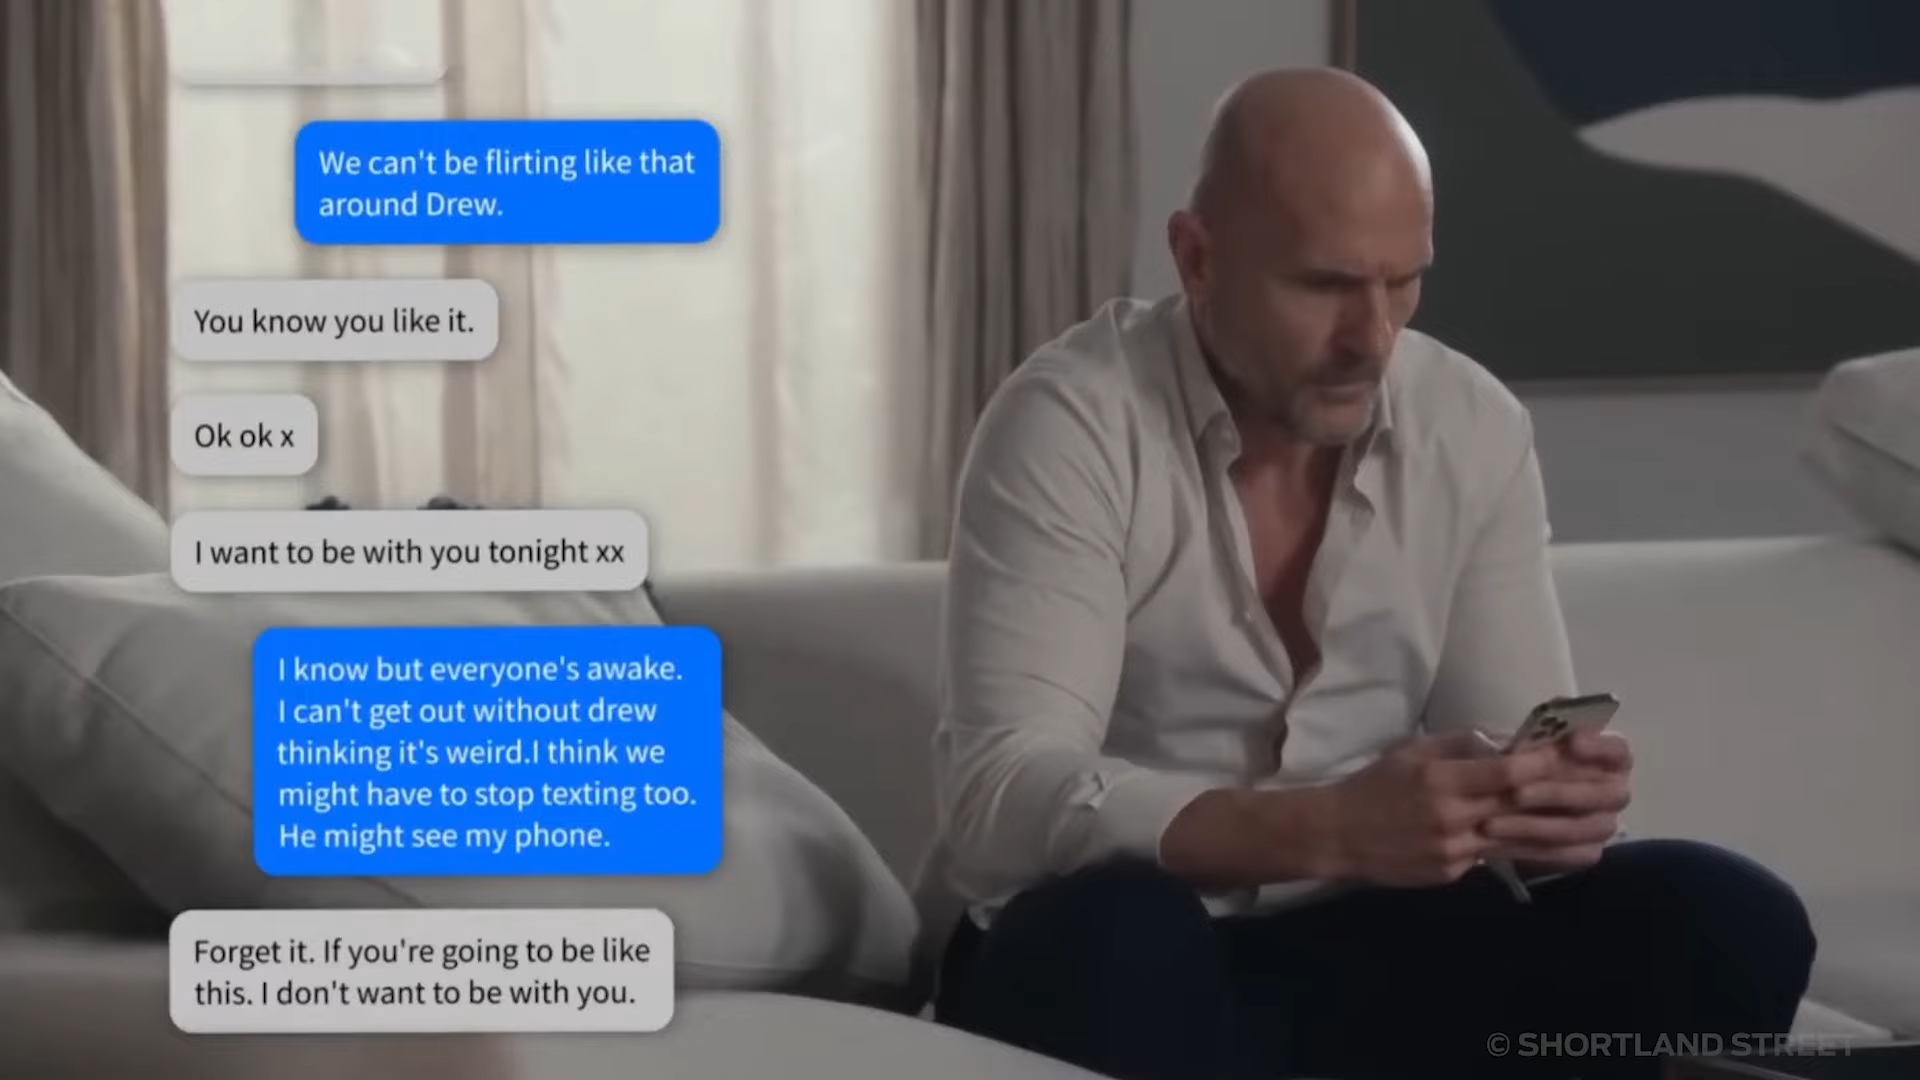 We can't be flirting like that
around Drew.
You know you like it.
Ok ok x
I want to be with you tonight xx
I know but everyone's awake.
I can't get out without drew
thinking it's weird.I think we
might have to stop texting too.
He might see my phone.
Forget it. If you're going to be like
this. I don't want to be with you.
© SHORTLAND STREET